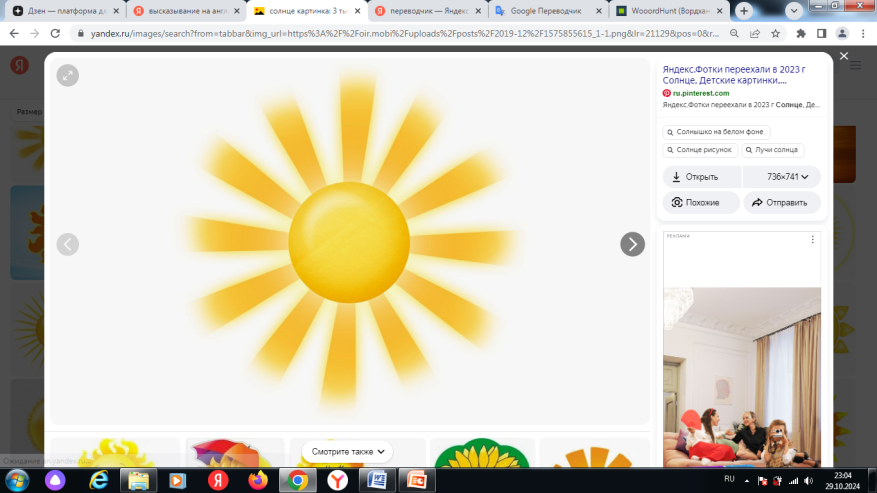 Дзен — платформа дл
высказывание на англ
солнце картинка: 3 ты
переводчик — Яндекс
Google Переводчик
WooordHunt (Вордхан
yandex.ru/images/search?from=tabbar&img_url=https%3A%2F%2Foir.mobi%2Fuploads%2Fposts%2F2019-12%2F1575855615_1-1.png&lr=21129&pos=0&r...
Я
Размер
Яндекс.Фотки переехали в 2023 г
Солнце, Детские картинки,...
ru.pinterest.com
Яндекс.Фотки переехали в 2023 г Солнце, Де...
Солнышко на белом фоне
Солнце рисунок
Лучи солнца
Открыть
736×741
Похожие
Отправить
РЕКЛАМА
Смотрите также
RU
23:04
29.10.2024